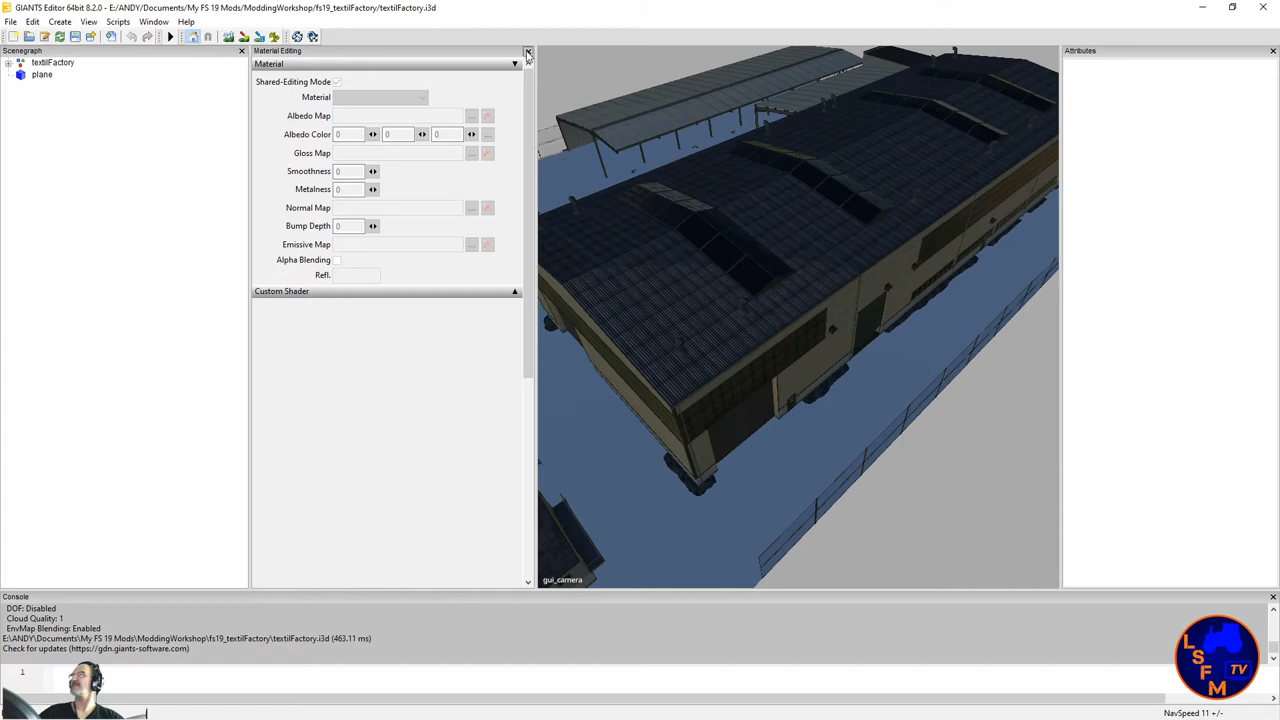 GIANTS Editor 64bit 8.2.0 - E:/ANDY/Documents/My FS 19 Mods/ModdingWorkshop/fs19_textilFactory/textilFactory.i3d
File Edit Create View Scripts Window Help
Scenegraph
textilFactory
plane
Material Editing
Material
Shared-Editing Mode
Material
Albedo Map ...
Albedo Color 0 0 0 ...
Gloss Map ...
Smoothness 0
Metalness 0
Normal Map ...
Bump Depth 0
Emissive Map ...
Alpha Blending
Refl.
Custom Shader
gui_camera
Attributes
Console
DOF: Disabled
Cloud Quality: 1
EnvMap Blending: Enabled
E:/ANDY/Documents/My FS 19 Mods/ModdingWorkshop/fs19_textilFactory/textilFactory.i3d (463.11 ms)
Check for updates (https://gdn.giants-software.com)
1
LSFM TV
NavSpeed 11 +/-